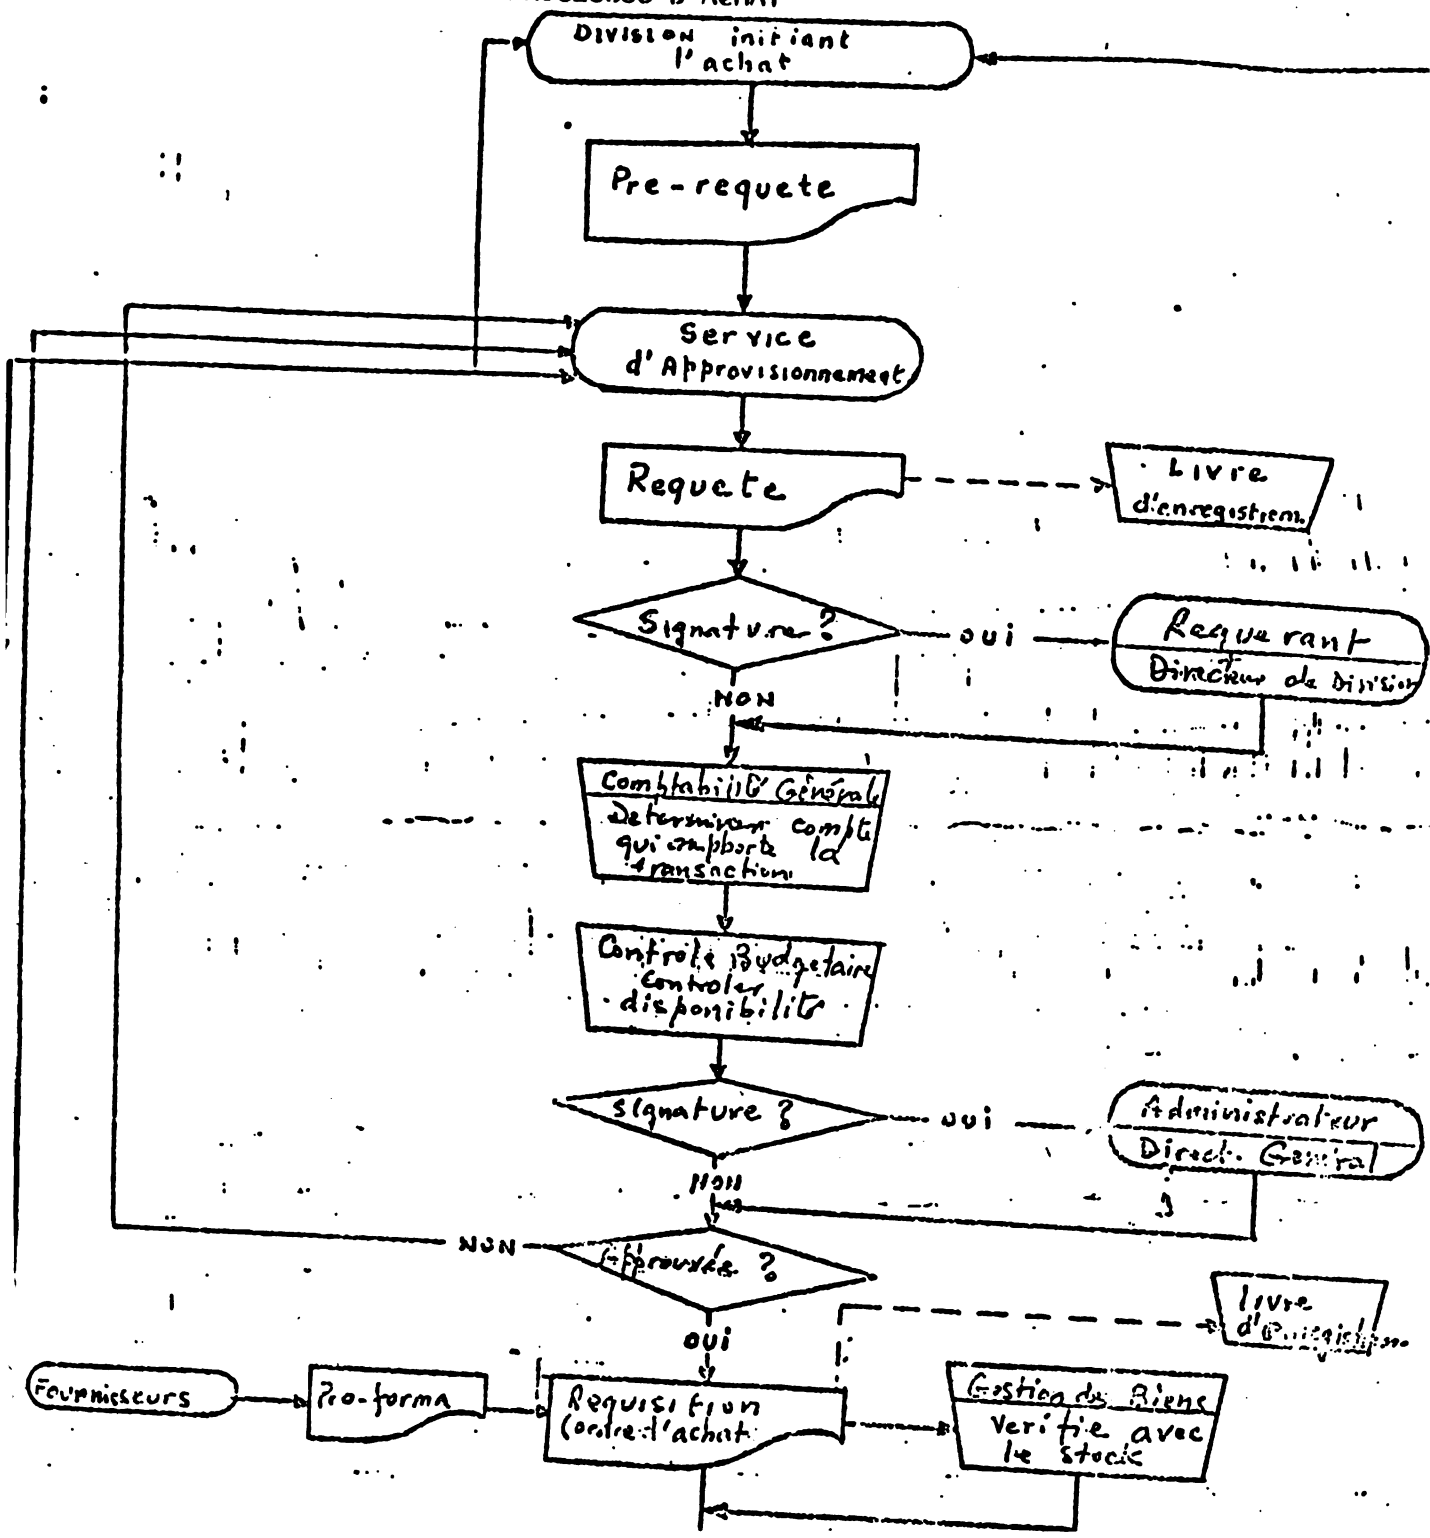 D'ACHAT
DIVISION initiant
l'achat
Pre-requete
Service
d'Approvisionnement
Requete
Livre
d'enregistrem.
Signature ?
OUI
Requerant
Directeur de Division
NON
Comptabilité Générale
Determiner compte
qui emporte la
transaction
Controle Budgetaire
Controler
disponibilité
signature ?
OUI
Administrateur
Direct. General
NON
NON
Approuvée ?
OUI
livre
Fournisseurs
Pro-forma
REQUISITION
(ordre d'achat
Gestion des Biens
verifie avec
le stock